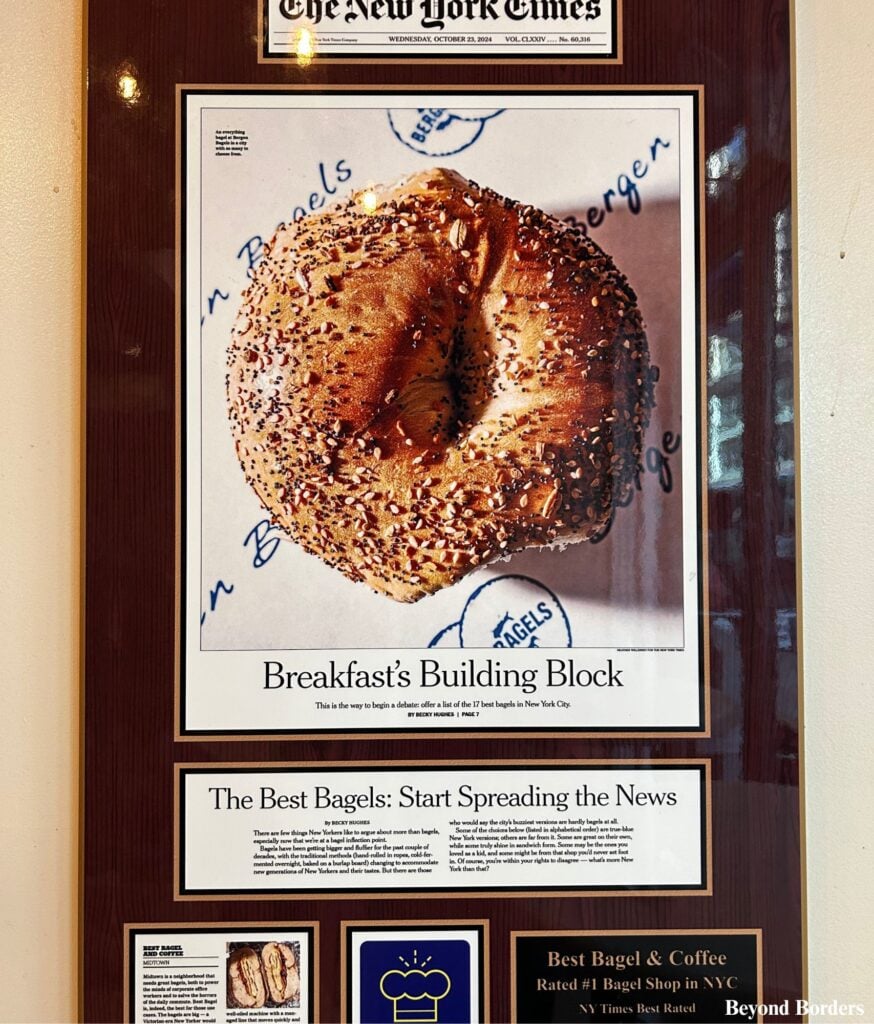 The New York Times
WEDNESDAY, OCTOBER 23, 2024
VOL. CLXXIV .... No. 60,316
An everything
bagel at Bergen
Bagels in a city
with so many to
choose from.
BERG
Bagels
Bergen
n B
erge
BAGELS
Breakfast's Building Block
This is the way to begin a debate: offer a list of the 17 best bagels in New York City.
BY BECKY HUGHES | PAGE 7
The Best Bagels: Start Spreading the News
By BECKY HUGHES
There are few things New Yorkers like to argue about more than bagels,
especially now that we're at a bagel inflection point.
Bagels have been getting bigger and fluffier for the past couple of
decades, with the traditional methods (hand-rolled in ropes, cold-fer-
mented overnight, baked on a burlap board) changing to accommodate
new generations of New Yorkers and their tastes. But there are those
who would say the city's buzziest versions are hardly bagels at all.
Some of the choices below (listed in alphabetical order) are true-blue
New York versions; others are far from it. Some are great on their own,
while some truly shine in sandwich form. Some may be the ones you
loved as a kid, and some might be from that shop you'd never set foot
in. Of course, you're within your rights to disagree — what's more New
York than that?
BEST BAGEL
AND COFFEE
MIDTOWN
Midtown is a neighborhood that
needs great bagels, both to power
the minds of corporate office
workers and to salve the horrors
of the daily commute. Best Bagel
is, indeed, the best for those use
cases. The bagels are big — a
Victorian-era New Yorker would
well-oiled machine with a man-
aged line that moves quickly and
Best Bagel & Coffee
Rated #1 Bagel Shop in NYC
NY Times Best Rated
Beyond Borders